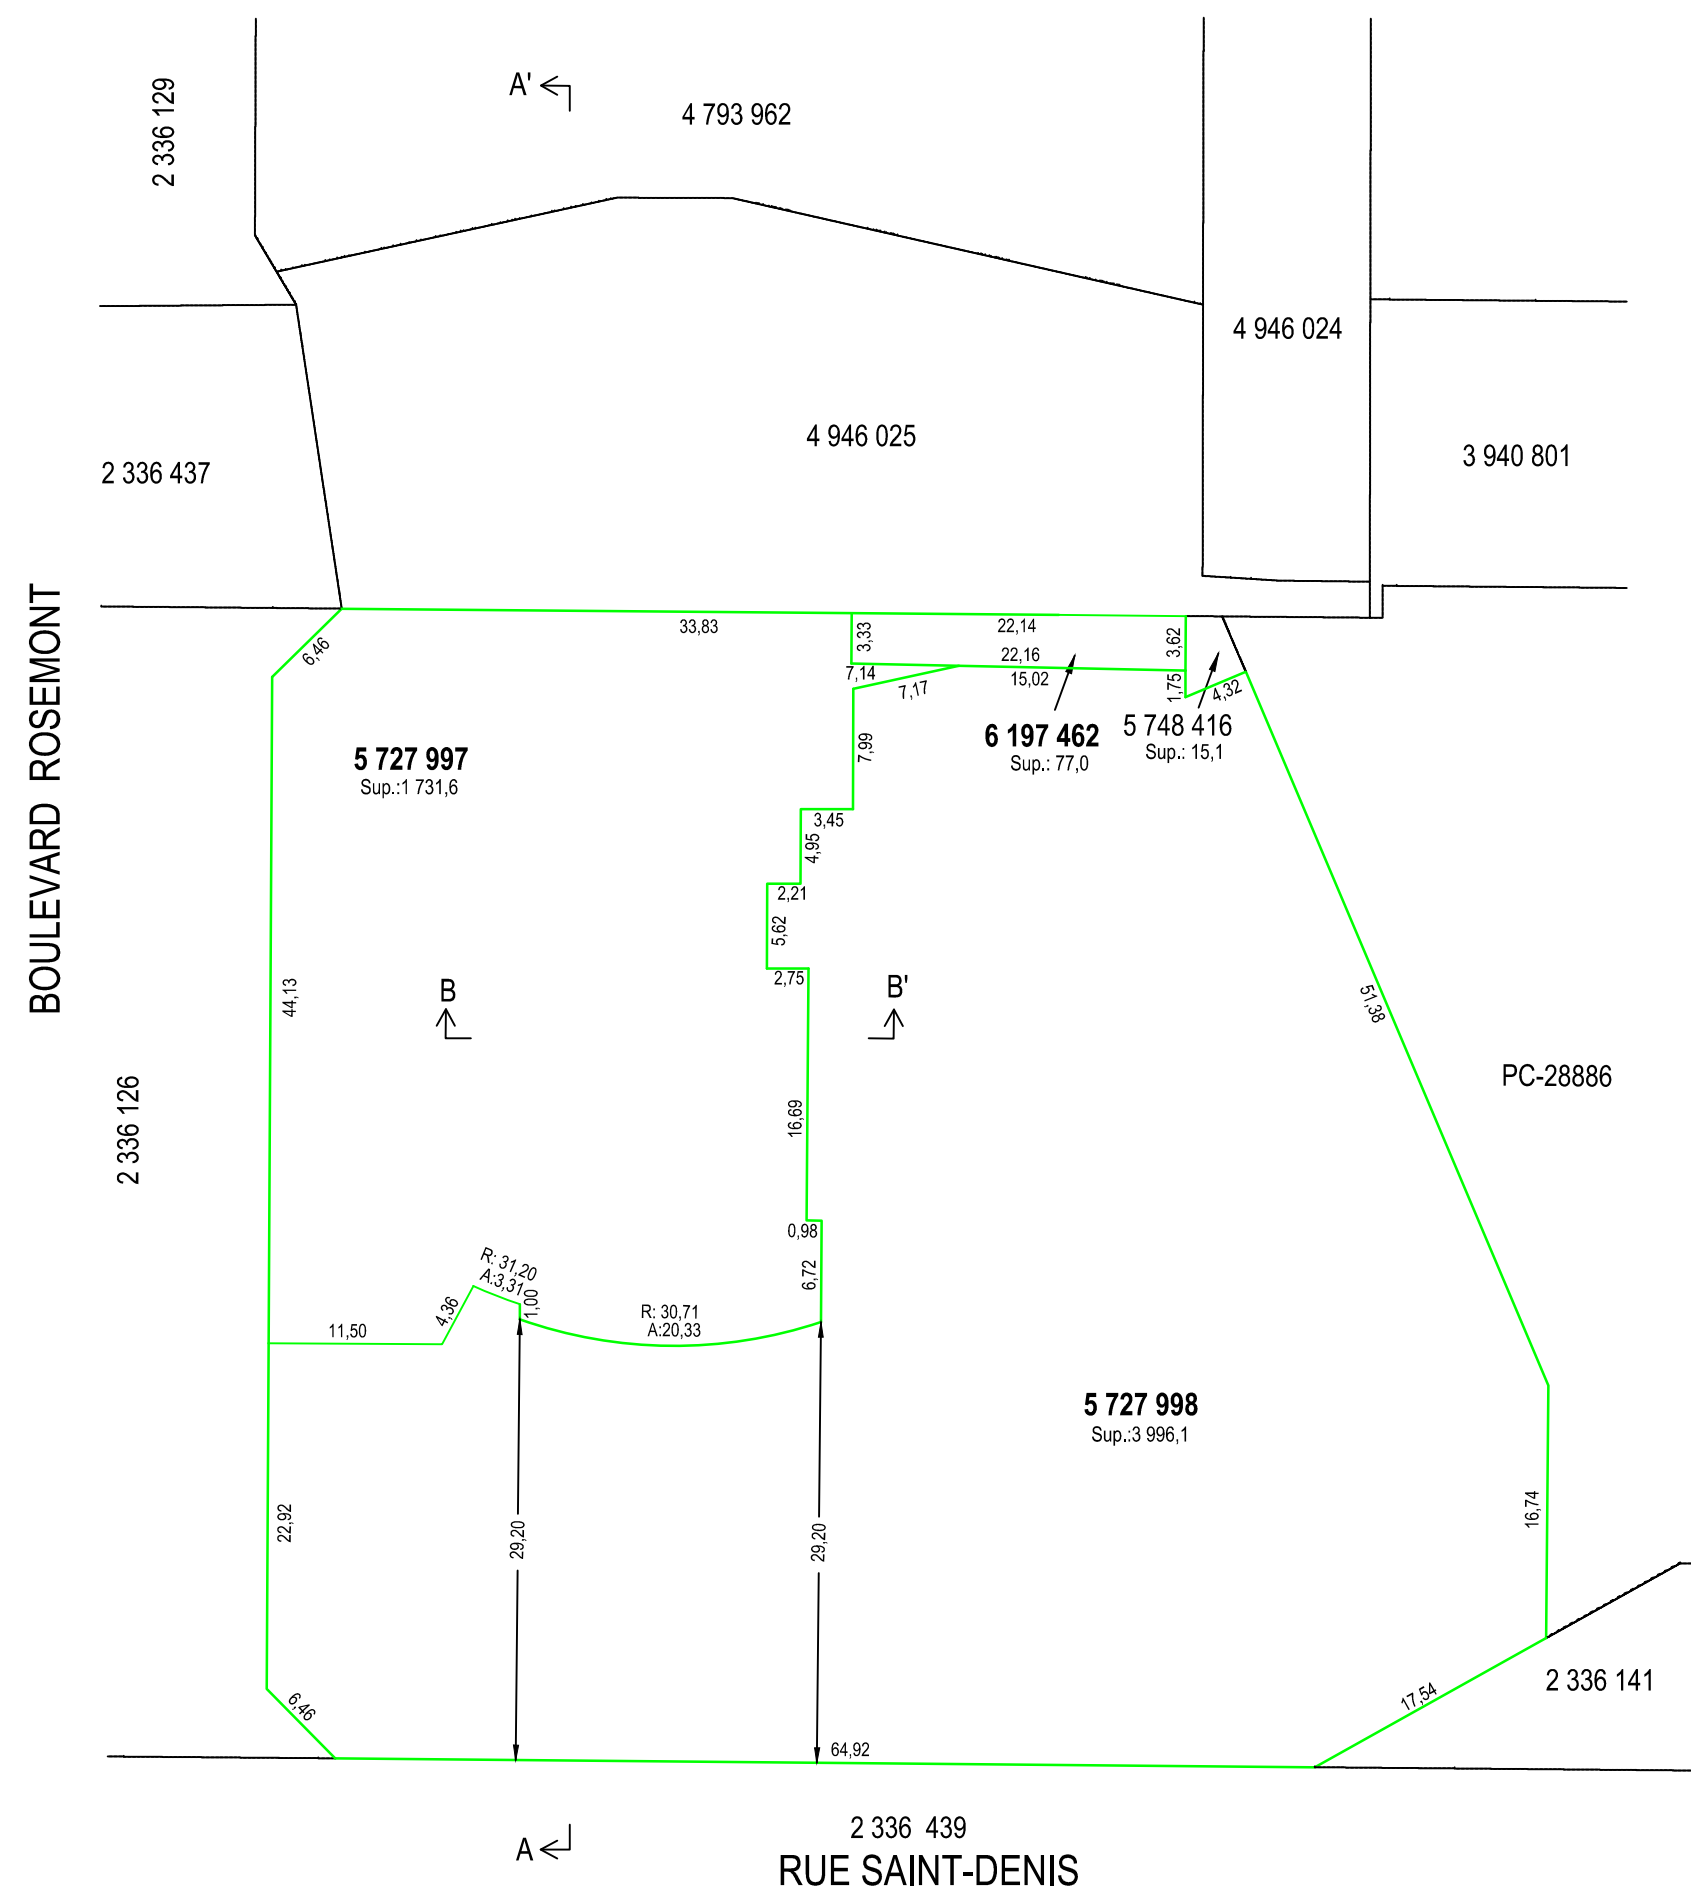 A'
4 793 962
2 336 129
4 946 024
4 946 025
3 940 801
2 336 437
BOULEVARD ROSEMONT
6,46
33,83
3,33
22,14
3,62
22,16
7,14
7,17
15,02
1,75
4,32
6 197 462
Sup.: 77,0
5 748 416
Sup.: 15,1
5 727 997
Sup.:1 731,6
7,99
3,45
4,95
2,21
5,62
2,75
B
B'
44,13
51,38
PC-28886
2 336 126
16,69
0,98
6,72
R: 31,20
A:3,31
1,00
4,36
11,50
R: 30,71
A:20,33
5 727 998
Sup.:3 996,1
22,92
29,20
29,20
16,74
2 336 141
17,54
6,46
64,92
A
2 336 439
RUE SAINT-DENIS